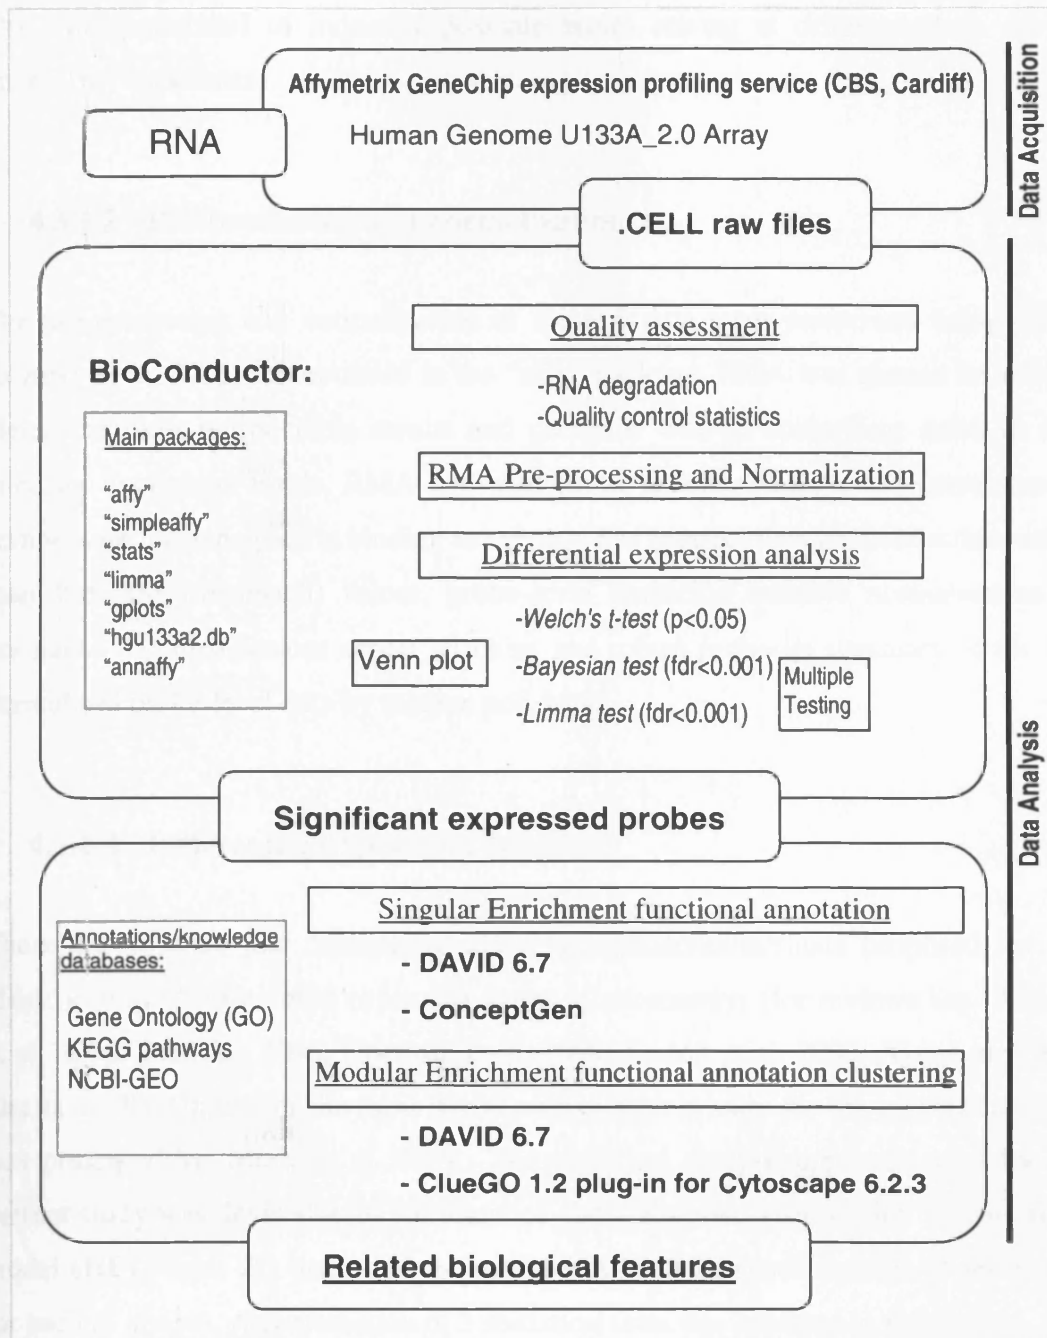 Affymetrix GeneChip expression profiling service (CBS, Cardiff)
RNA
Human Genome U133A_2.0 Array
Data Acquisition
.CELL raw files
Quality assessment
BioConductor:
-RNA degradation
-Quality control statistics
Main packages:
"affy"
"simpleaffy"
"stats"
"limma"
"gplots"
"hgu133a2.db"
"annaffy"
RMA Pre-processing and Normalization
Differential expression analysis
-Welch's t-test (p<0.05)
Venn plot
-Bayesian test (fdr<0.001)
-Limma test (fdr<0.001)
Multiple
Testing
Data Analysis
Significant expressed probes
Singular Enrichment functional annotation
Annotations/knowledge
databases:
Gene Ontology (GO)
KEGG pathways
NCBI-GEO
- DAVID 6.7
- ConceptGen
Modular Enrichment functional annotation clustering
- DAVID 6.7
- ClueGO 1.2 plug-in for Cytoscape 6.2.3
Related biological features